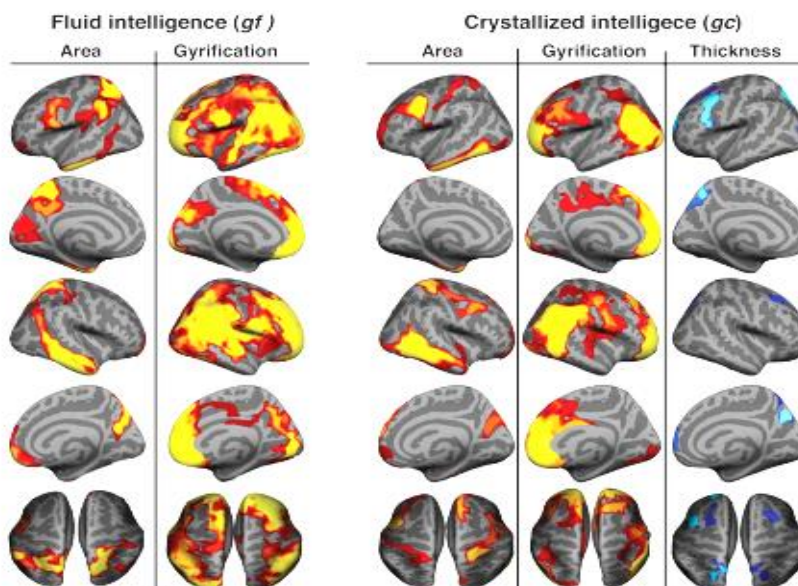 Fluid intelligence (gf )
Crystallized intelligece (gc)
Area
Gyrification
Area
Gyrification
Thickness